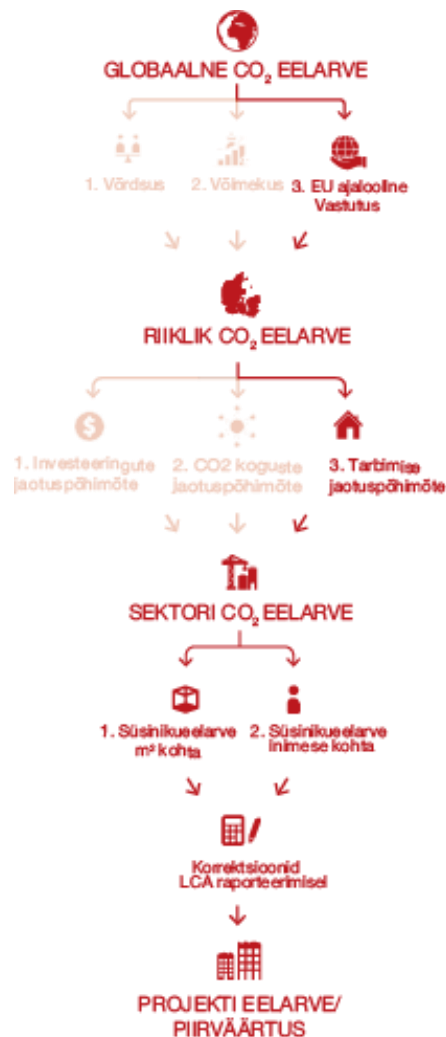 GLOBAALNE CO₂ EELARVE
1. Võrdsus
2. Võimekus
3. EU ajalooline
Vastutus
RIIKLIK CO₂ EELARVE
1. Investeeringute
jaotuspõhimõte
2. CO2 koguste
jaotuspõhimõte
3. Tarbimise
jaotuspõhimõte
SEKTORI CO₂ EELARVE
1. Süsinikueelarve
m² kohta
2. Süsinikueelarve
inimese kohta
Korrektsioonid
LCA raporteerimisel
PROJEKTI EELARVE/
PIIRVÄÄRTUS